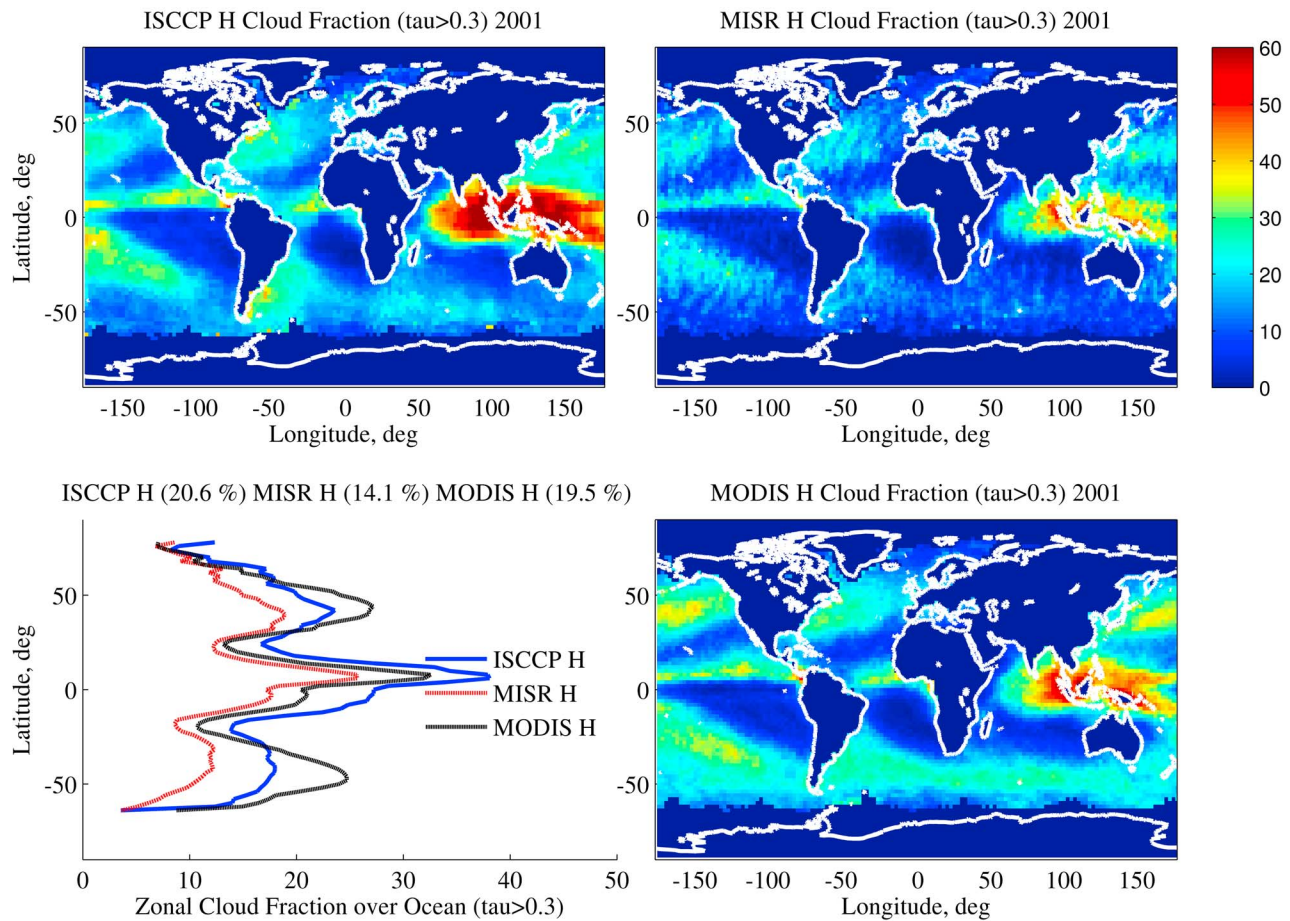 ISCCP H Cloud Fraction (tau>0.3) 2001
50
0
-50
Latitude, deg
-150 -100 -50 0 50 100 150
Longitude, deg
MISR H Cloud Fraction (tau>0.3) 2001
50
0
-50
-150 -100 -50 0 50 100 150
Longitude, deg
60
50
40
30
20
10
0
ISCCP H (20.6 %) MISR H (14.1 %) MODIS H (19.5 %)
50
0
-50
Latitude, deg
ISCCP H
MISR H
MODIS H
0 10 20 30 40 50
Zonal Cloud Fraction over Ocean (tau>0.3)
MODIS H Cloud Fraction (tau>0.3) 2001
50
0
-50
-150 -100 -50 0 50 100 150
Longitude, deg